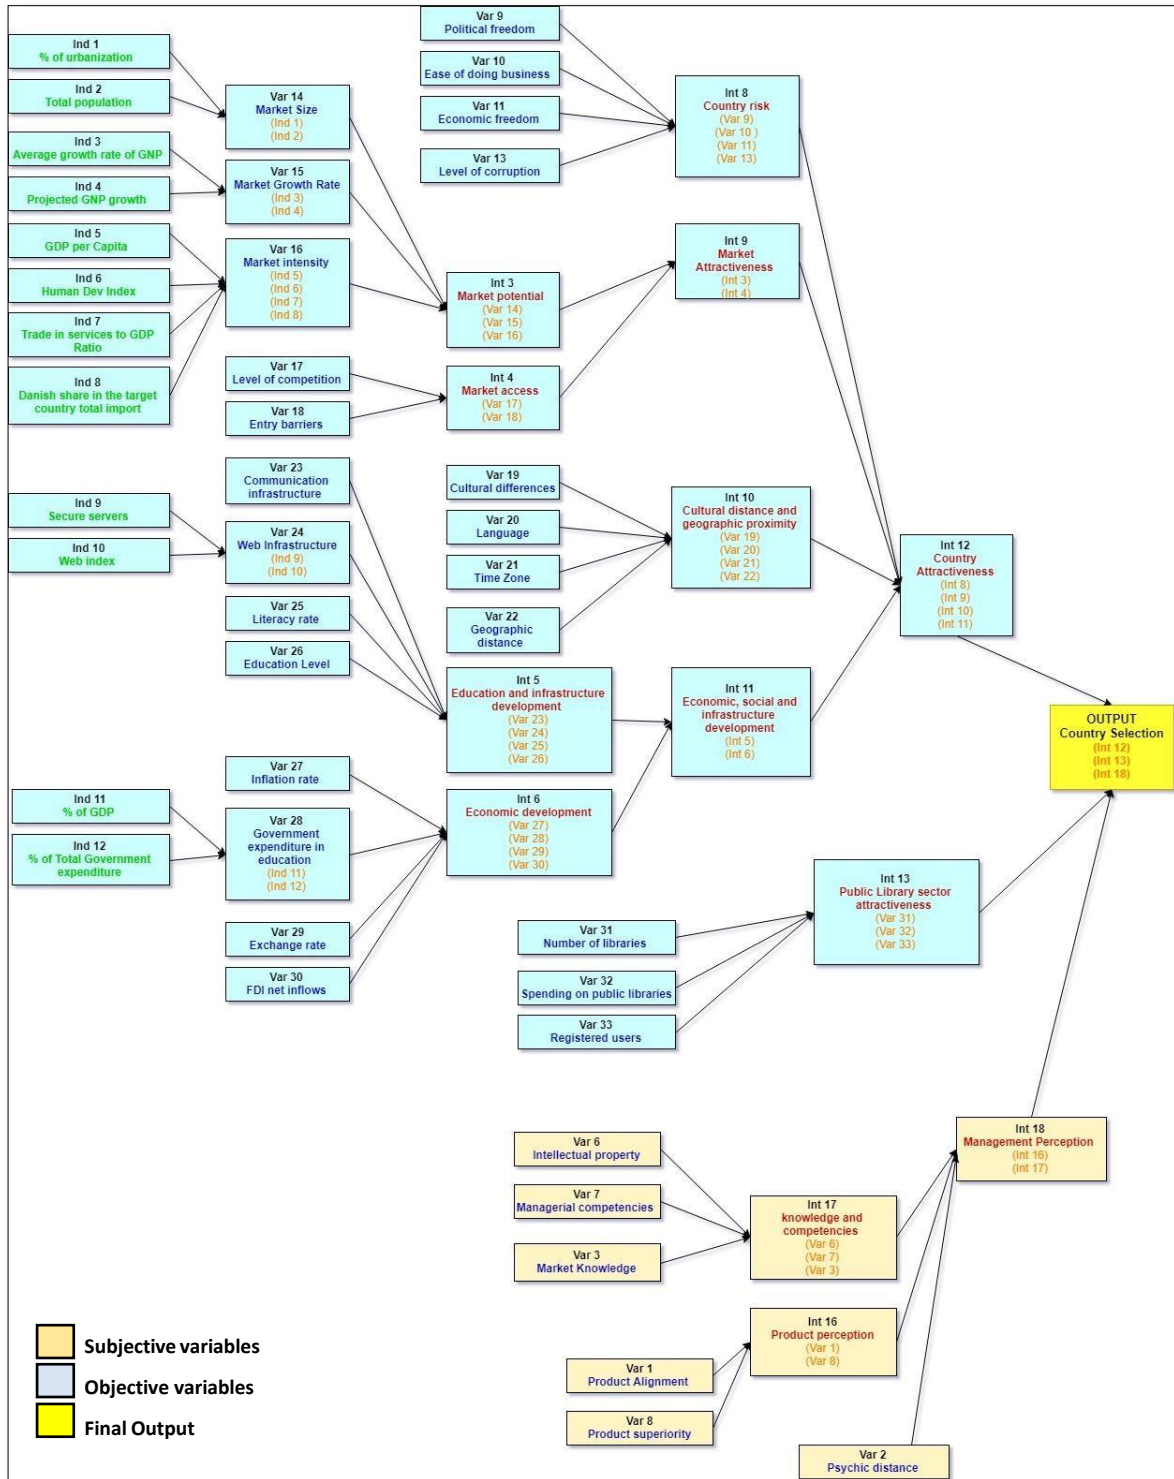 Ind 1
% of urbanization
Ind 2
Total population
Ind 3
Average growth rate of GNP
Ind 4
Projected GNP growth
Ind 5
GDP per Capita
Ind 6
Human Dev Index
Ind 7
Trade in services to GDP
Ratio
Ind 8
Danish share in the target
country total import
Ind 9
Secure servers
Ind 10
Web index
Ind 11
% of GDP
Ind 12
% of Total Government
expenditure
Var 14
Market Size
(Ind 1)
(Ind 2)
Var 15
Market Growth Rate
(Ind 3)
(Ind 4)
Var 16
Market intensity
(Ind 5)
(Ind 6)
(Ind 7)
(Ind 8)
Var 17
Level of competition
Var 18
Entry barriers
Var 23
Communication
infrastructure
Var 24
Web Infrastructure
(Ind 9)
(Ind 10)
Var 25
Literacy rate
Var 26
Education Level
Var 27
Inflation rate
Var 28
Government
expenditure in
education
(Ind 11)
(Ind 12)
Var 29
Exchange rate
Var 30
FDI net inflows
Var 9
Political freedom
Var 10
Ease of doing business
Var 11
Economic freedom
Var 13
Level of corruption
Int 3
Market potential
(Var 14)
(Var 15)
(Var 16)
Int 4
Market access
(Var 17)
(Var 18)
Var 19
Cultural differences
Var 20
Language
Var 21
Time Zone
Var 22
Geographic
distance
Int 5
Education and infrastructure
development
(Var 23)
(Var 24)
(Var 25)
(Var 26)
Int 6
Economic development
(Var 27)
(Var 28)
(Var 29)
(Var 30)
Var 31
Number of libraries
Var 32
Spending on public libraries
Var 33
Registered users
Var 6
Intellectual property
Var 7
Managerial competencies
Var 3
Market Knowledge
Var 1
Product Alignment
Var 8
Product superiority
Int 8
Country risk
(Var 9)
(Var 10 )
(Var 11)
(Var 13)
Int 9
Market
Attractiveness
(Int 3)
(Int 4)
Int 10
Cultural distance and
geographic proximity
(Var 19)
(Var 20)
(Var 21)
(Var 22)
Int 11
Economic, social and
infrastructure
development
(Int 5)
(Int 6)
Int 13
Public Library sector
attractiveness
(Var 31)
(Var 32)
(Var 33)
Int 17
knowledge and
competencies
(Var 6)
(Var 7)
(Var 3)
Int 16
Product perception
(Var 1)
(Var 8)
Var 2
Psychic distance
Int 12
Country
Attractiveness
(Int 8)
(Int 9)
(Int 10)
(Int 11)
Int 18
Management Perception
(Int 16)
(Int 17)
OUTPUT
Country Selection
(Int 12)
(Int 13)
(Int 18)
Subjective variables
Objective variables
Final Output